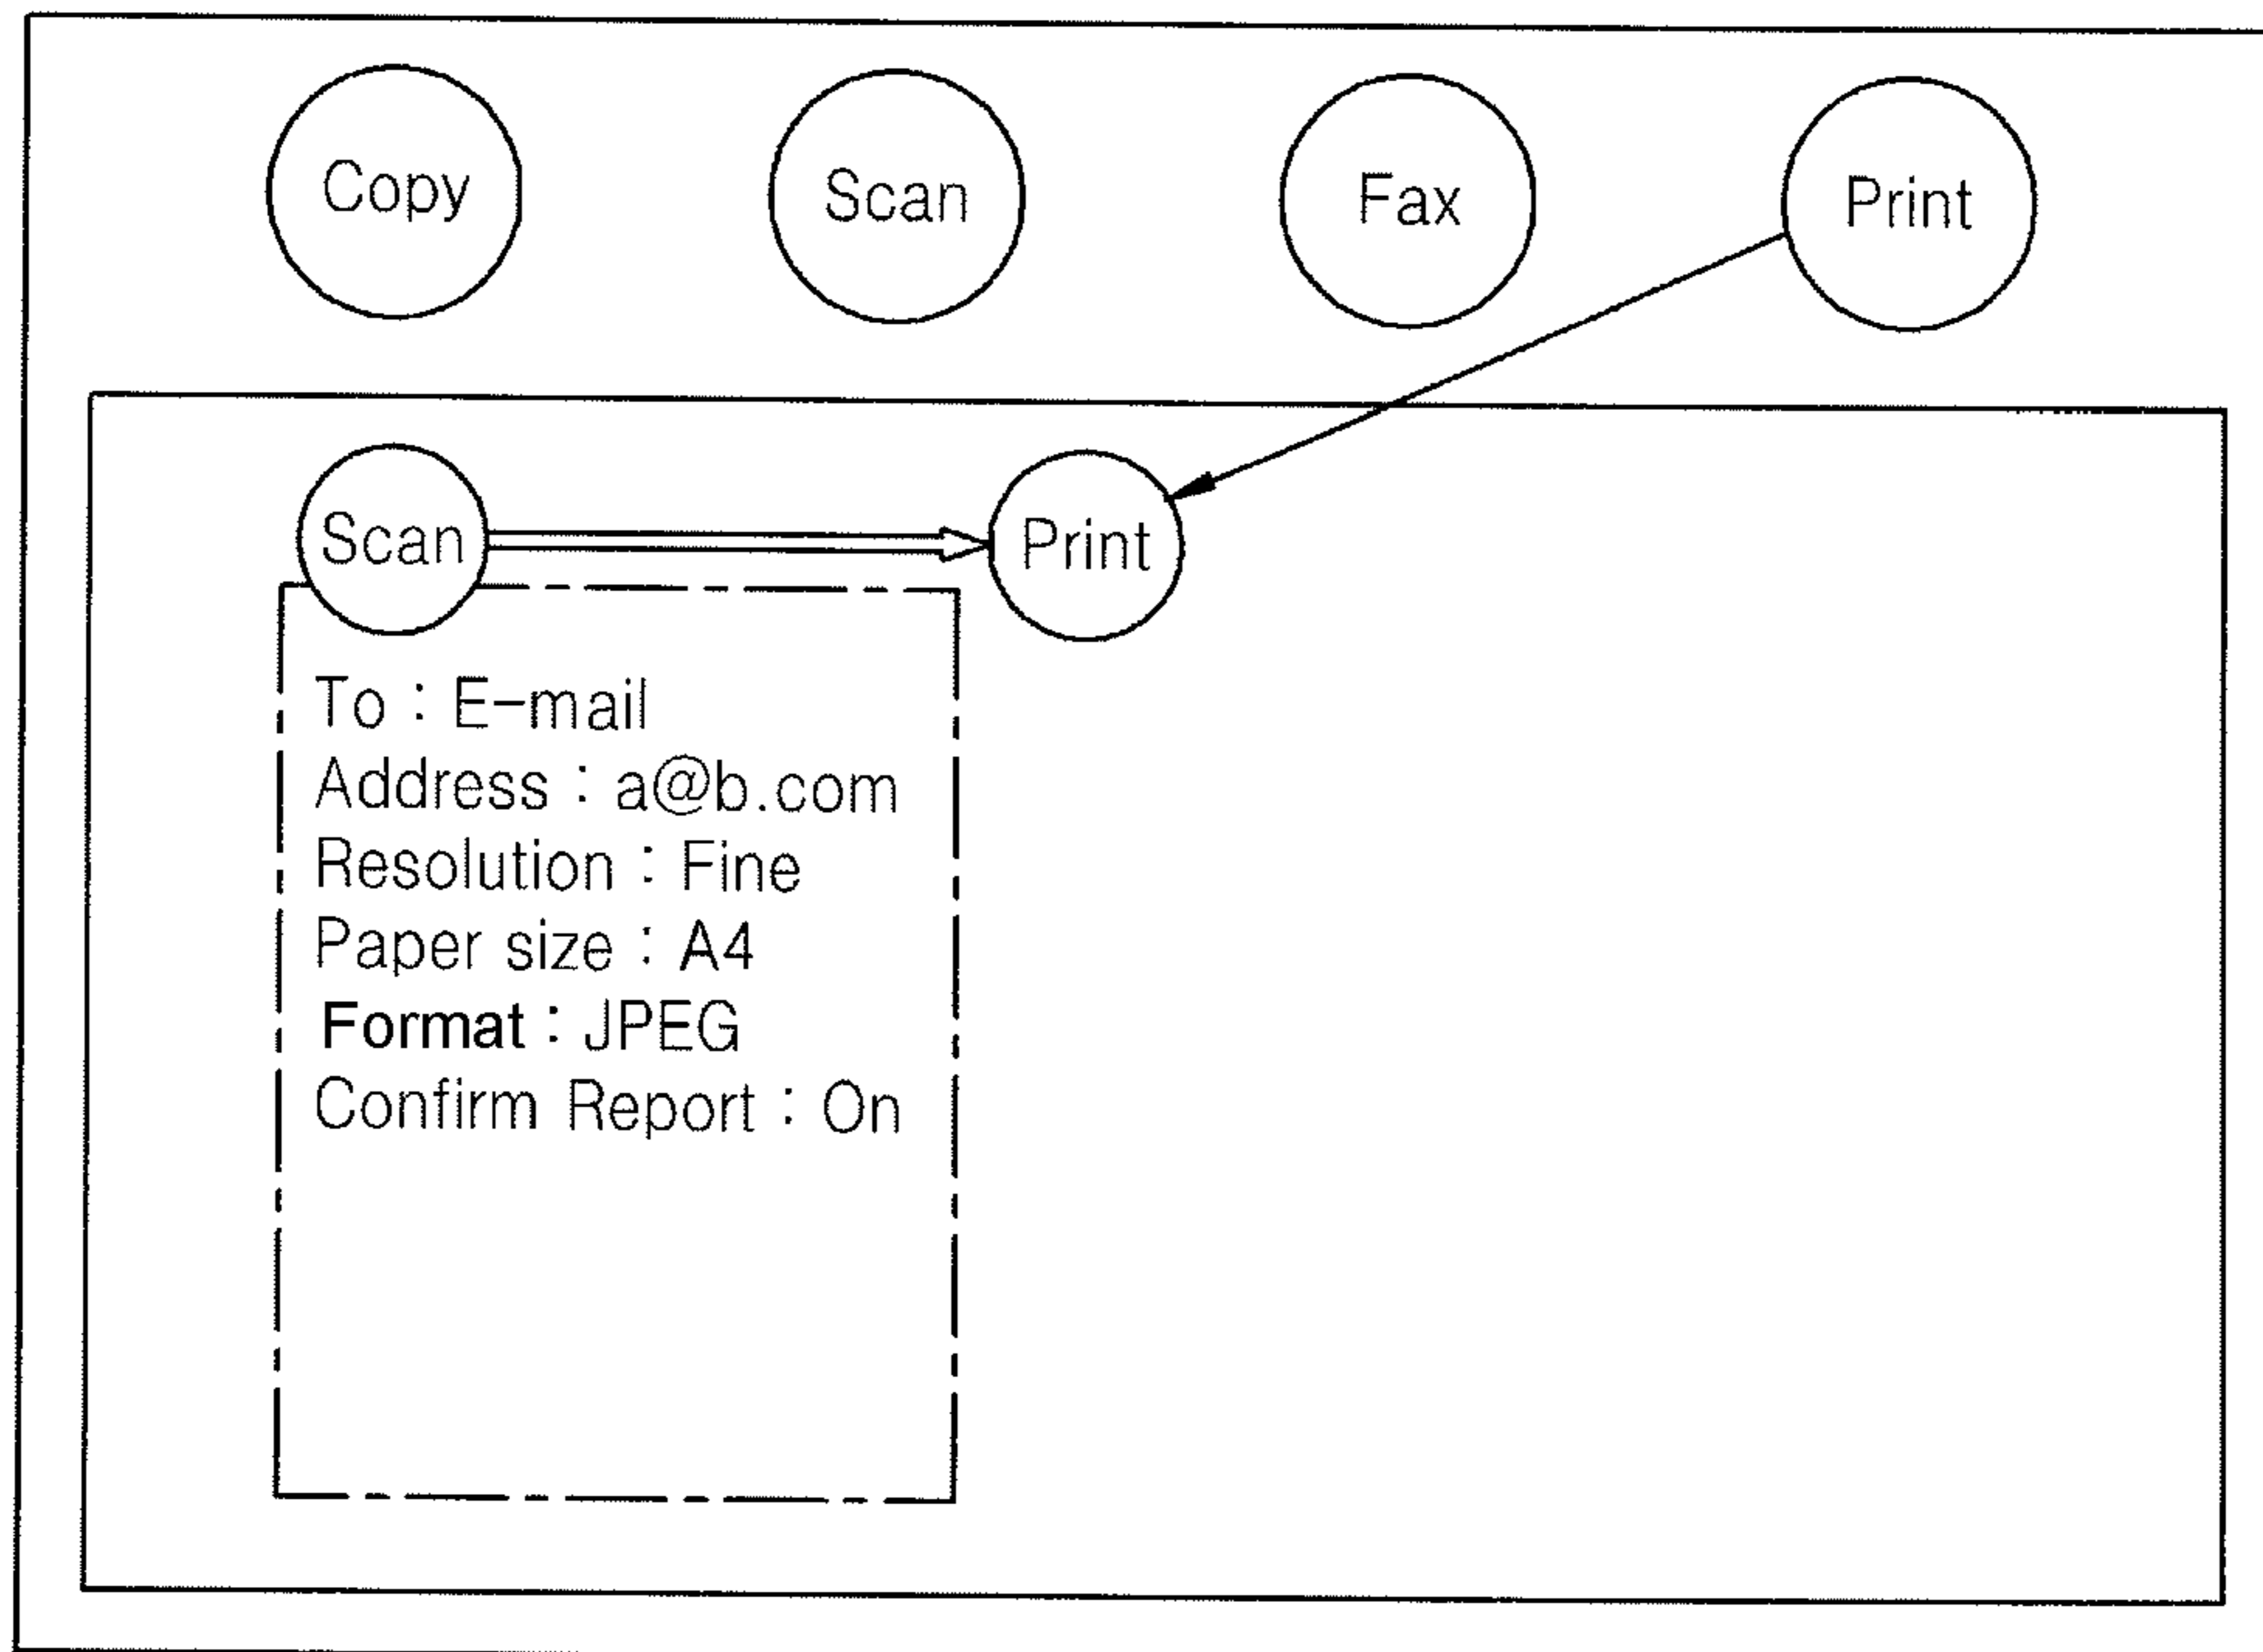 Copy Scan Fax Print
Scan Print
To : E-mail
Address : a@b.com
Resolution : Fine
Paper size : A4
Format : JPEG
Confirm Report : On